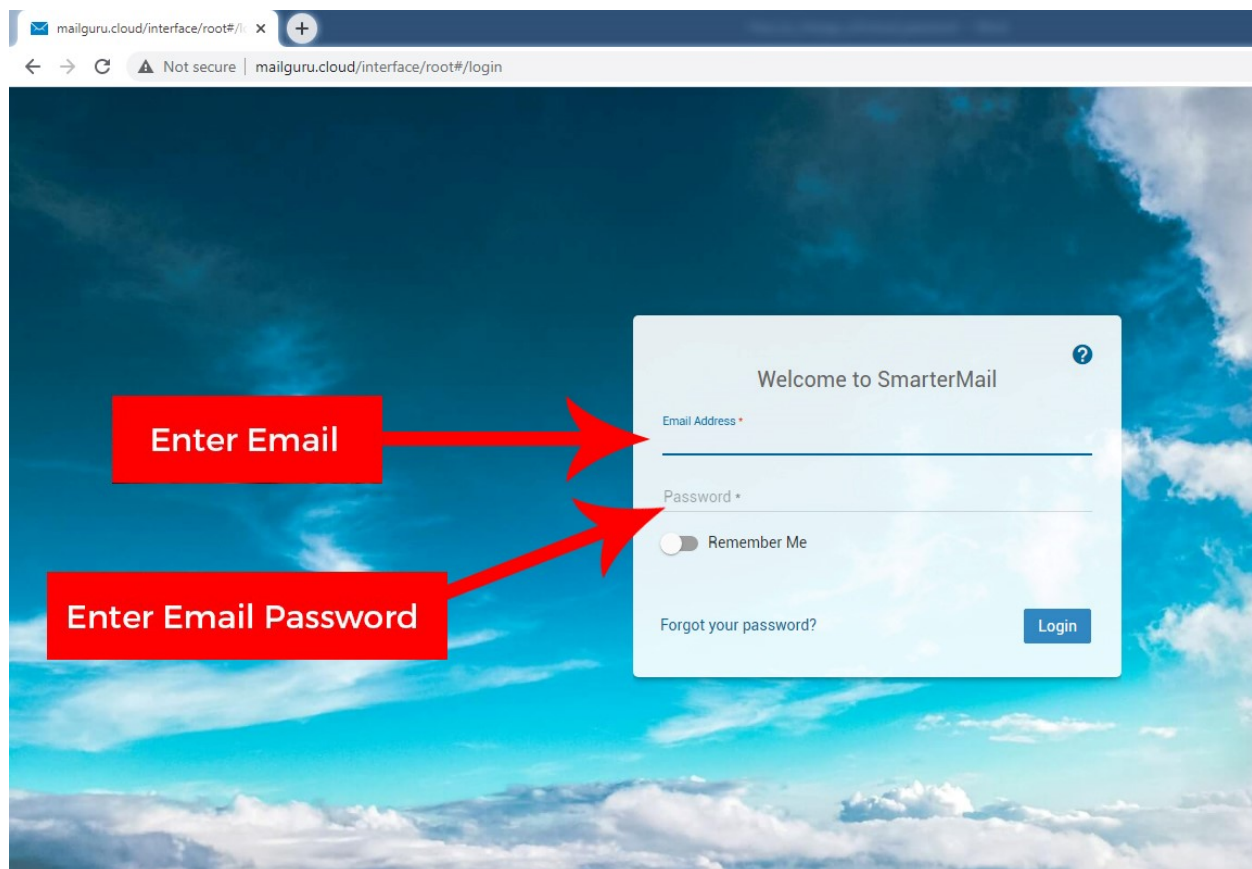 mailguru.cloud/interface/root#/l
Not secure | mailguru.cloud/interface/root#/login
Welcome to SmarterMail
Email Address *
Enter Email
Password *
Remember Me
Enter Email Password
Forgot your password?
Login